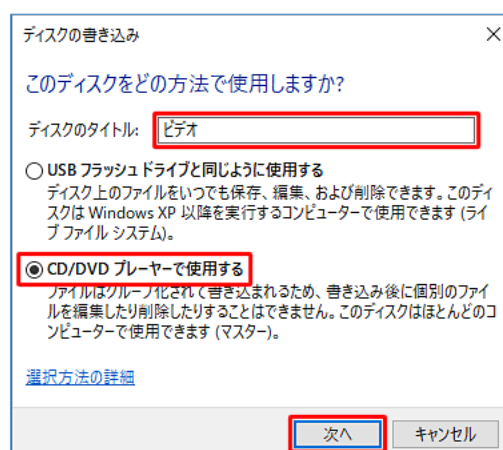 ディスクの書き込み
このディスクをどの方法で使用しますか?
ディスクのタイトル: ビデオ
USB フラッシュ ドライブと同じように使用する
ディスク上のファイルをいつでも保存、編集、および削除できます。このディ
スクは Windows XP 以降を実行するコンピューターで使用できます (ライ
ブ ファイル システム)。
CD/DVD プレーヤーで使用する
ファイルはグループ化されて書き込まれるため、書き込み後に個別のファイ
ルを編集したり削除したりすることはできません。このディスクはほとんどのコ
ンピューターで使用できます (マスター)。
選択方法の詳細
次へ キャンセル